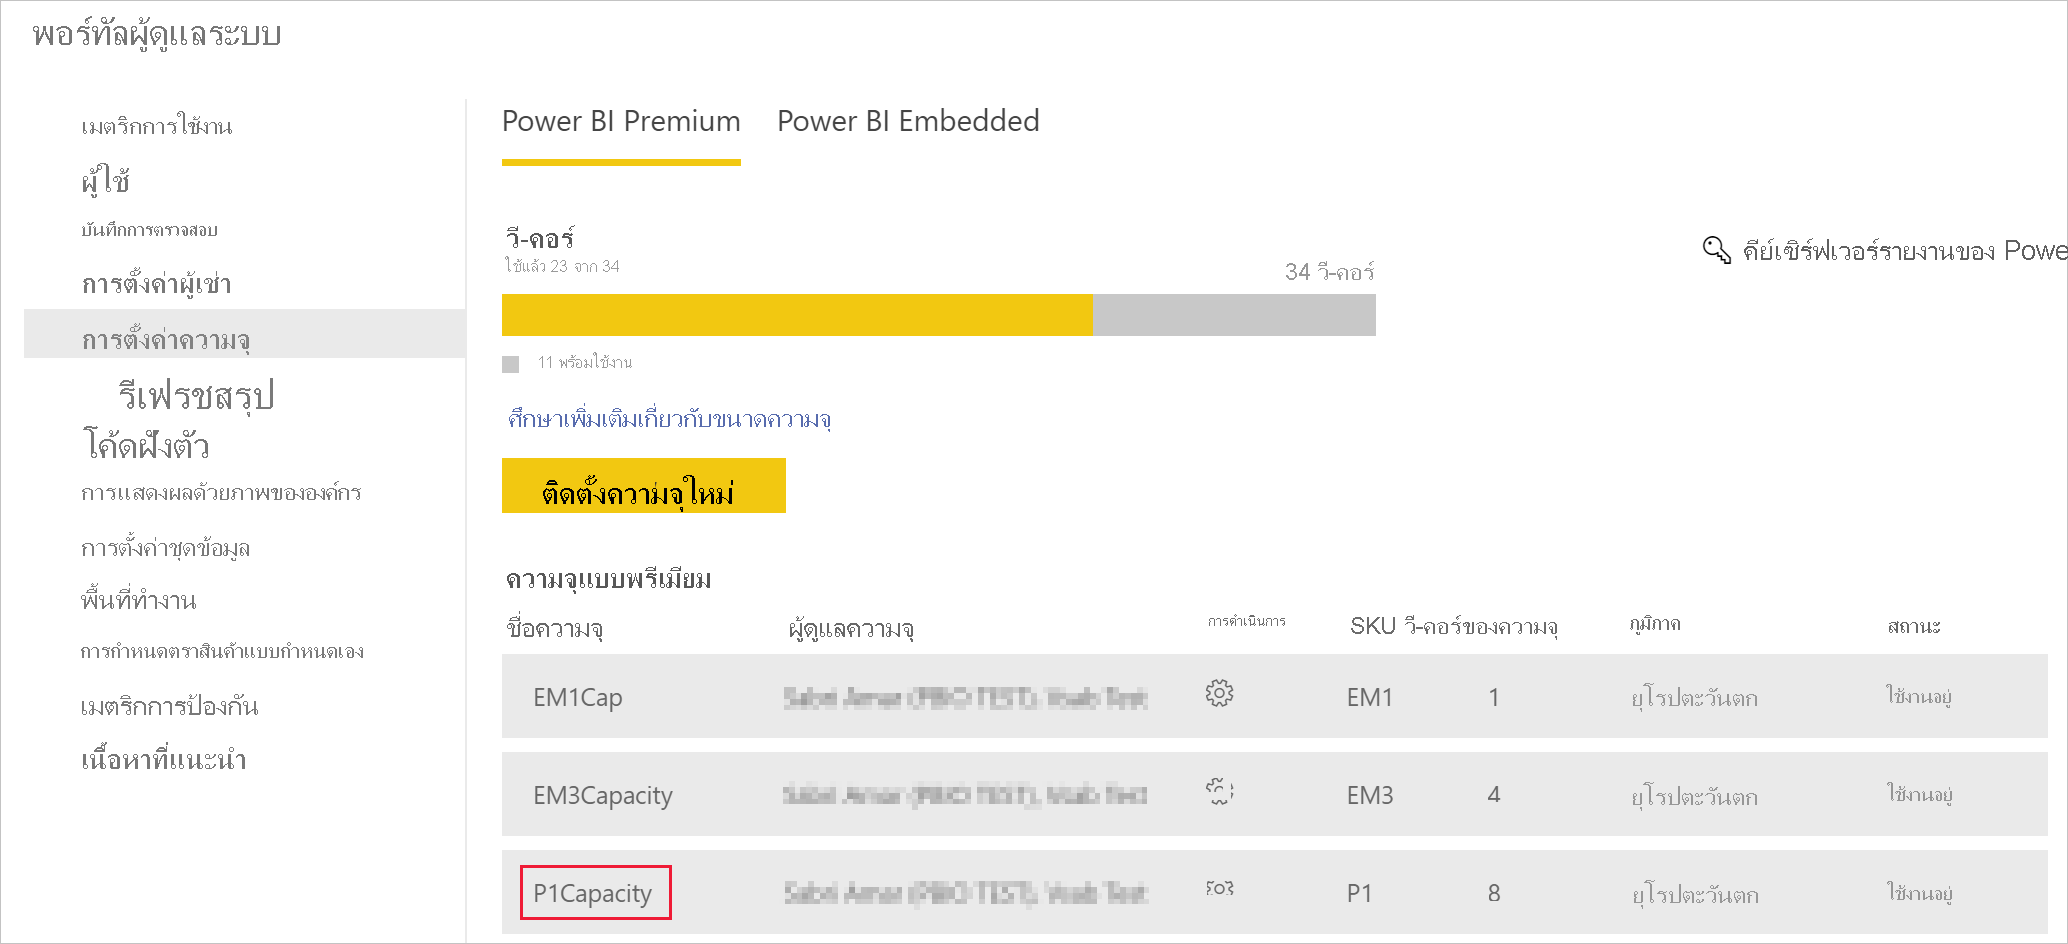 พอร์ทัลผู้ดูแลระบบ
เมตริกการใช้งาน
ผู้ใช้
บันทึกการตรวจสอบ
การตั้งค่าผู้เช่า
การตั้งค่าความจุ
รีเฟรชสรุป
โค้ดฝังตัว
การแสดงผลด้วยภาพขององค์กร
การตั้งค่าชุดข้อมูล
พื้นที่ทำงาน
การกำหนดตราสินค้าแบบกำหนดเอง
เมตริกการป้องกัน
เนื้อหาที่แนะนำ
Power BI Premium Power BI Embedded
วี-คอร์
ใช้แล้ว 23 จาก 34
34 วี-คอร์
คีย์เซิร์ฟเวอร์รายงานของ Powe
11 พร้อมใช้งาน
ศึกษาเพิ่มเติมเกี่ยวกับขนาดความจุ
ติดตั้งความจุใหม่
ความจุแบบพรีเมียม
ชื่อความจุ ผู้ดูแลความจุ การดำเนินการ SKU วี-คอร์ของความจุ ภูมิภาค สถานะ
EM1Cap EM1 1 ยุโรปตะวันตก ใช้งานอยู่
EM3Capacity EM3 4 ยุโรปตะวันตก ใช้งานอยู่
P1Capacity P1 8 ยุโรปตะวันตก ใช้งานอยู่